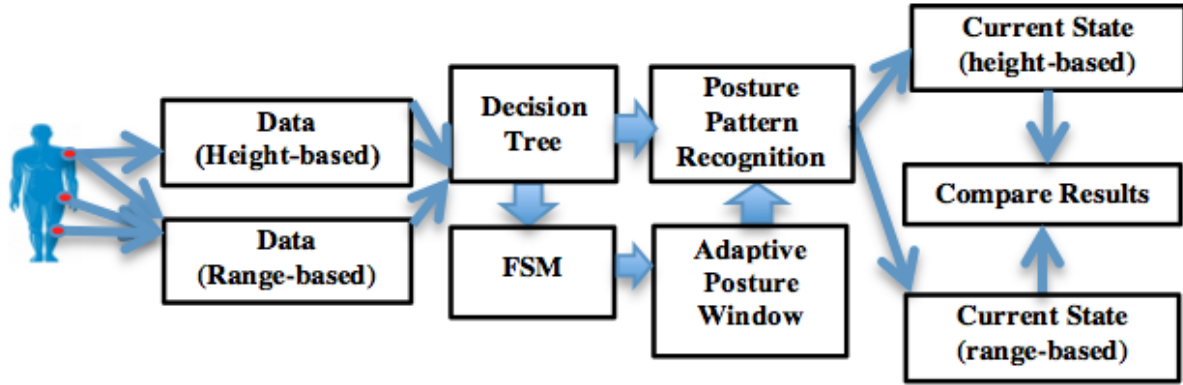 Data
(Height-based)
Data
(Range-based)
Decision
Tree
FSM
Posture
Pattern
Recognition
Adaptive
Posture
Window
Current State
(height-based)
Compare Results
Current State
(range-based)